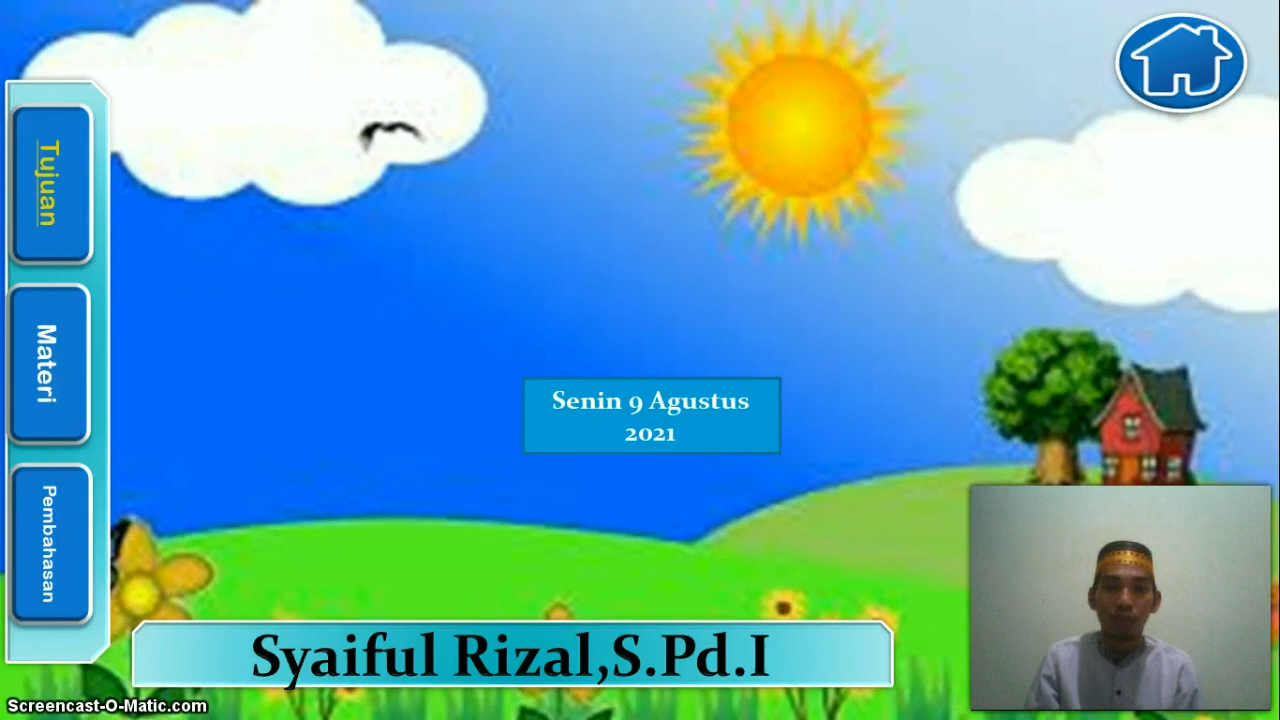 Tujuan
Materi
Pembahasan
Senin 9 Agustus
2021
Syaiful Rizal,S.Pd.I
Screencast-O-Matic.com